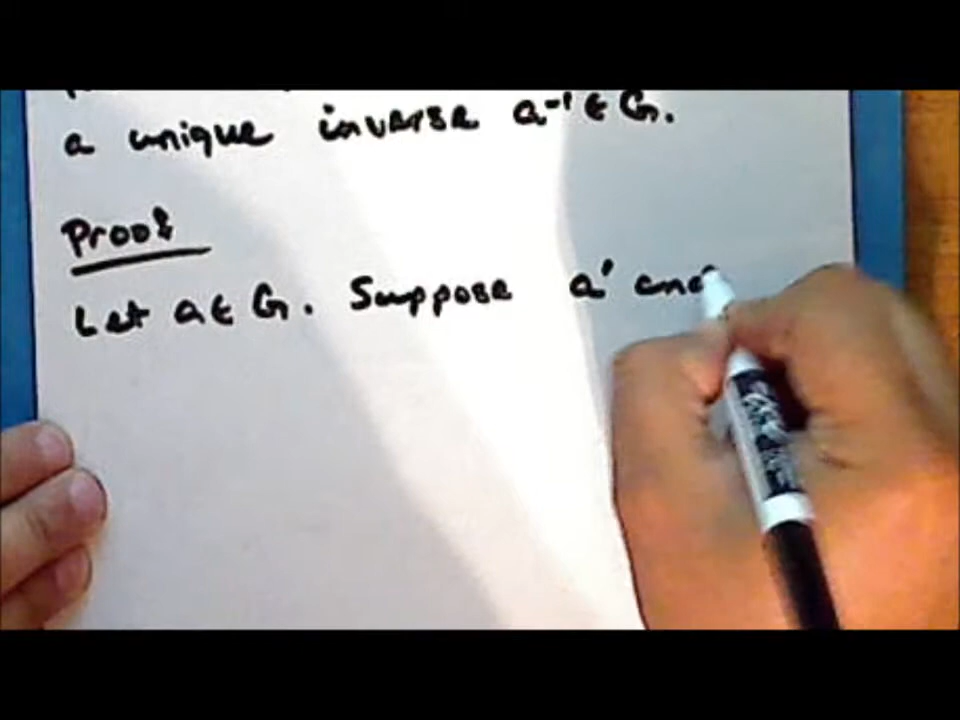 a unique inverse a⁻¹ ∈ G.
Proof
Let a ∈ G. Suppose a' and